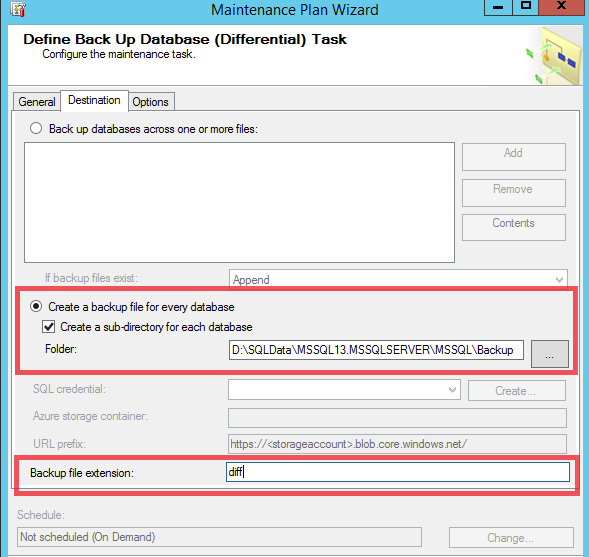 Maintenance Plan Wizard
Define Back Up Database (Differential) Task
Configure the maintenance task.
General Destination Options
Back up databases across one or more files:
Add
Remove
Contents
If backup files exist: Append
Create a backup file for every database
Create a sub-directory for each database
Folder: D:\SQLData\MSSQL13.MSSQLSERVER\MSSQL\Backup ...
SQL credential: Create...
Azure storage container:
URL prefix: https://<storageaccount>.blob.core.windows.net/
Backup file extension: diff
Schedule:
Not scheduled (On Demand) Change...